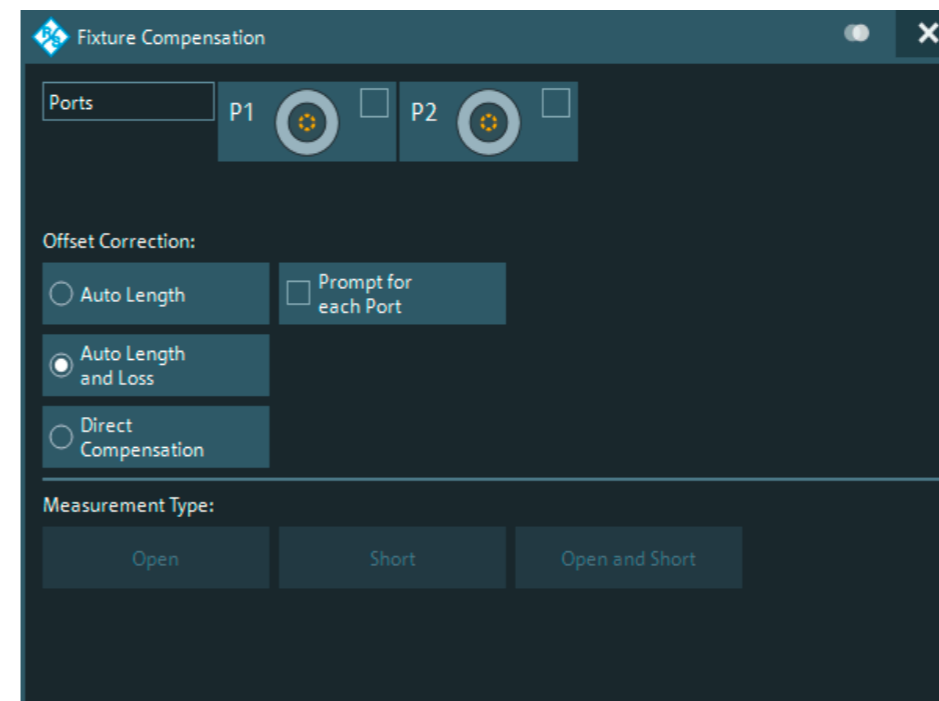 Fixture Compensation
Ports
P1
P2
Offset Correction:
Auto Length
Prompt for
each Port
Auto Length
and Loss
Direct
Compensation
Measurement Type:
Open
Short
Open and Short